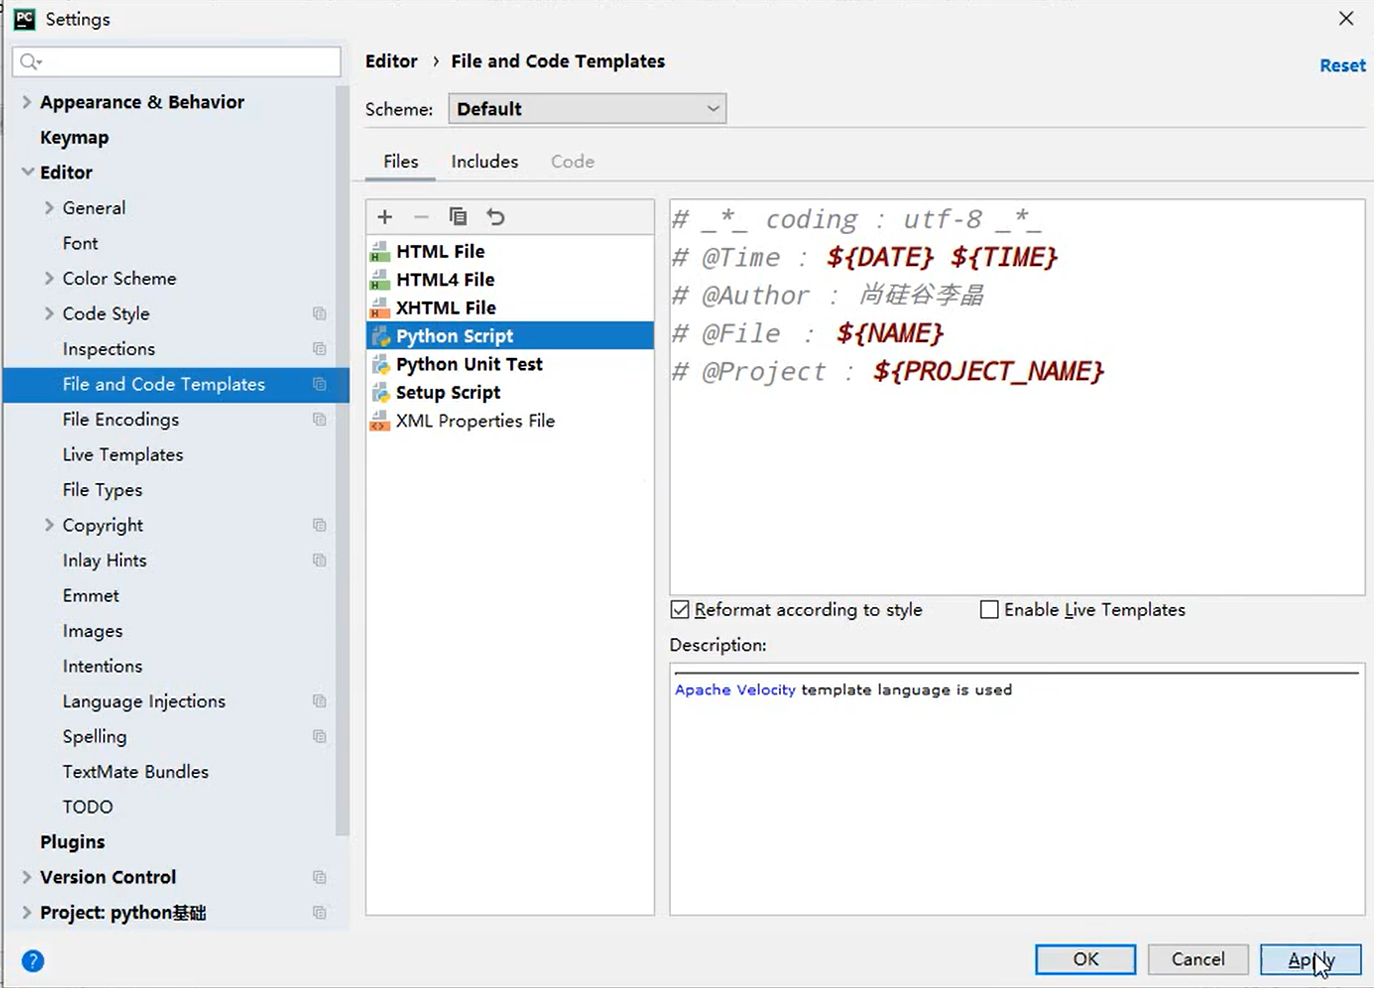 PC Settings
Editor › File and Code Templates
Reset
Scheme: Default
Files Includes Code
Appearance & Behavior
Keymap
Editor
General
Font
Color Scheme
Code Style
Inspections
File and Code Templates
File Encodings
Live Templates
File Types
Copyright
Inlay Hints
Emmet
Images
Intentions
Language Injections
Spelling
TextMate Bundles
TODO
Plugins
Version Control
Project: python基础
HTML File
HTML4 File
XHTML File
Python Script
Python Unit Test
Setup Script
XML Properties File
# _*_ coding : utf-8 _*_
# @Time : ${DATE} ${TIME}
# @Author : 尚硅谷李晶
# @File : ${NAME}
# @Project : ${PROJECT_NAME}
Reformat according to style
Enable Live Templates
Description:
Apache Velocity template language is used
?
OK Cancel Apply